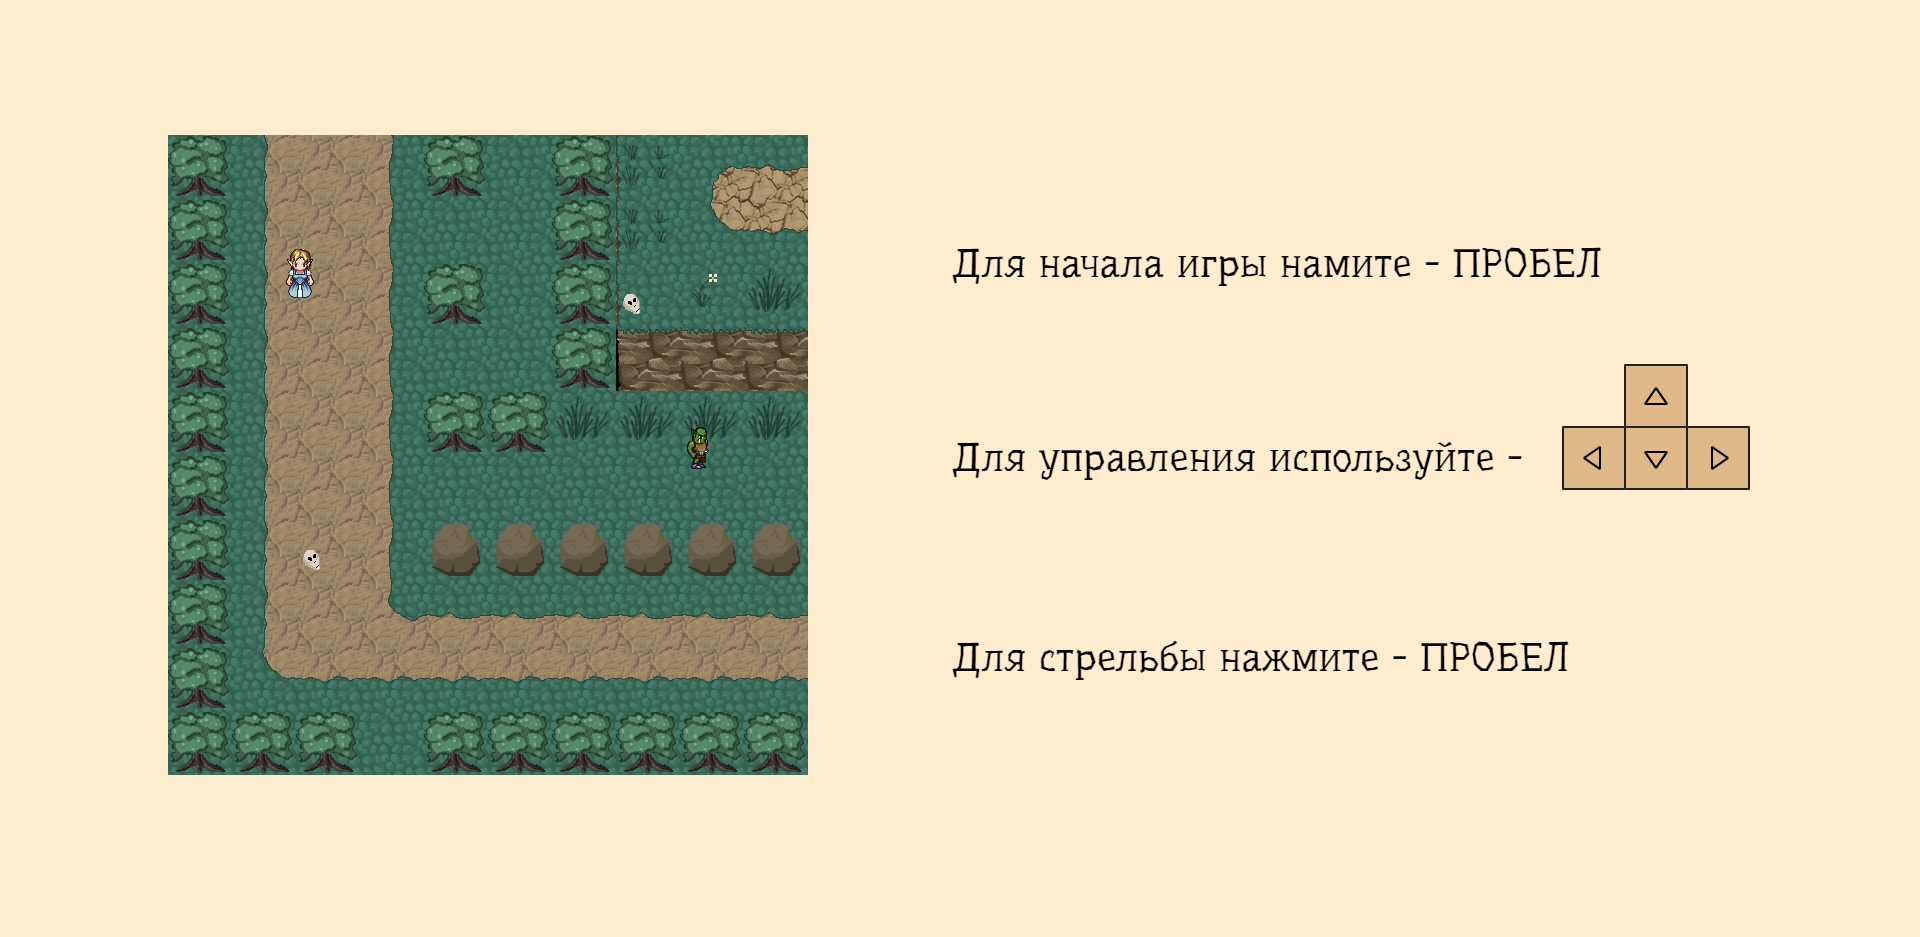 Для начала игры намите - ПРОБЕЛ
Для управления используйте -
Для стрельбы нажмите - ПРОБЕЛ